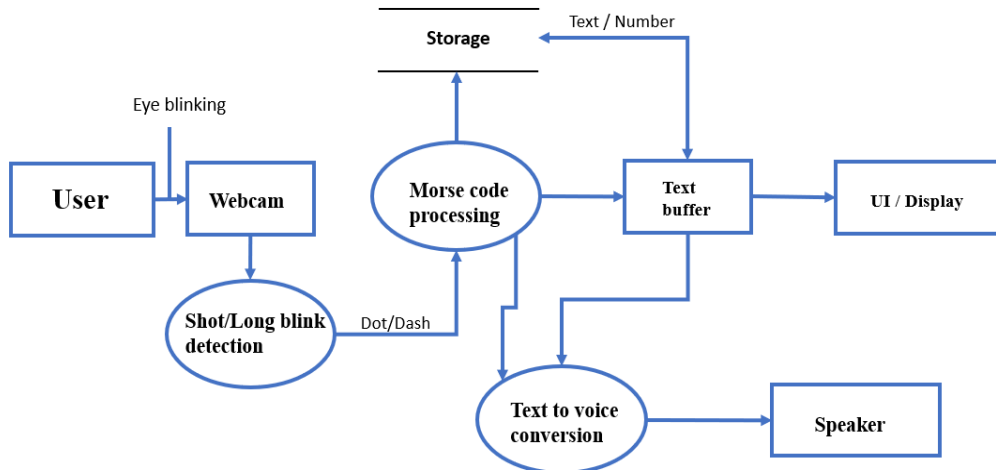 Text / Number
Storage
Eye blinking
User
Webcam
Morse code
processing
Text
buffer
UI / Display
Shot/Long blink
detection
Dot/Dash
Text to voice
conversion
Speaker